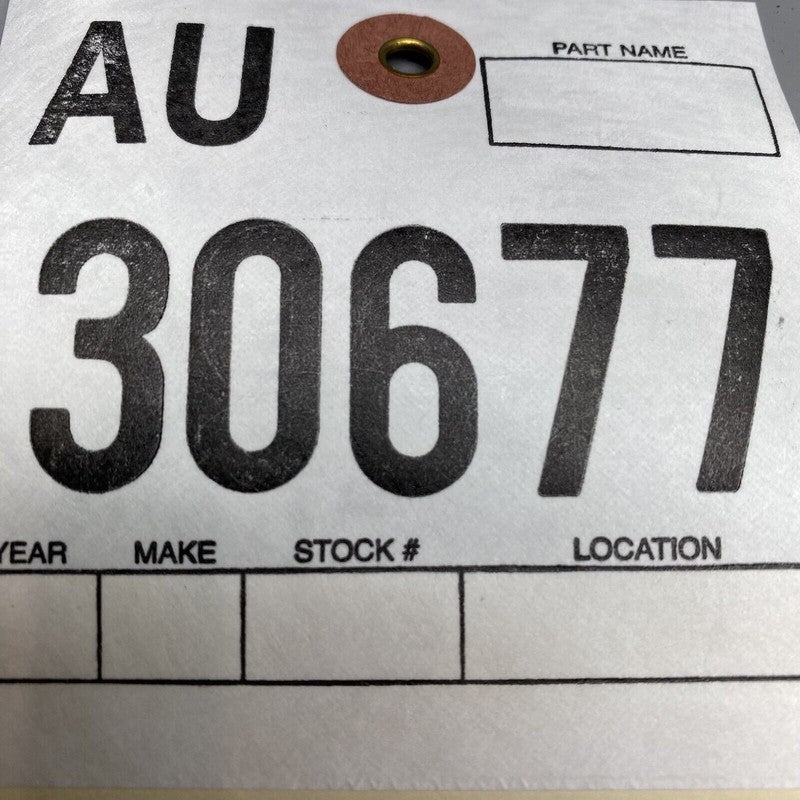 AU
PART NAME
30677
YEAR MAKE STOCK # LOCATION